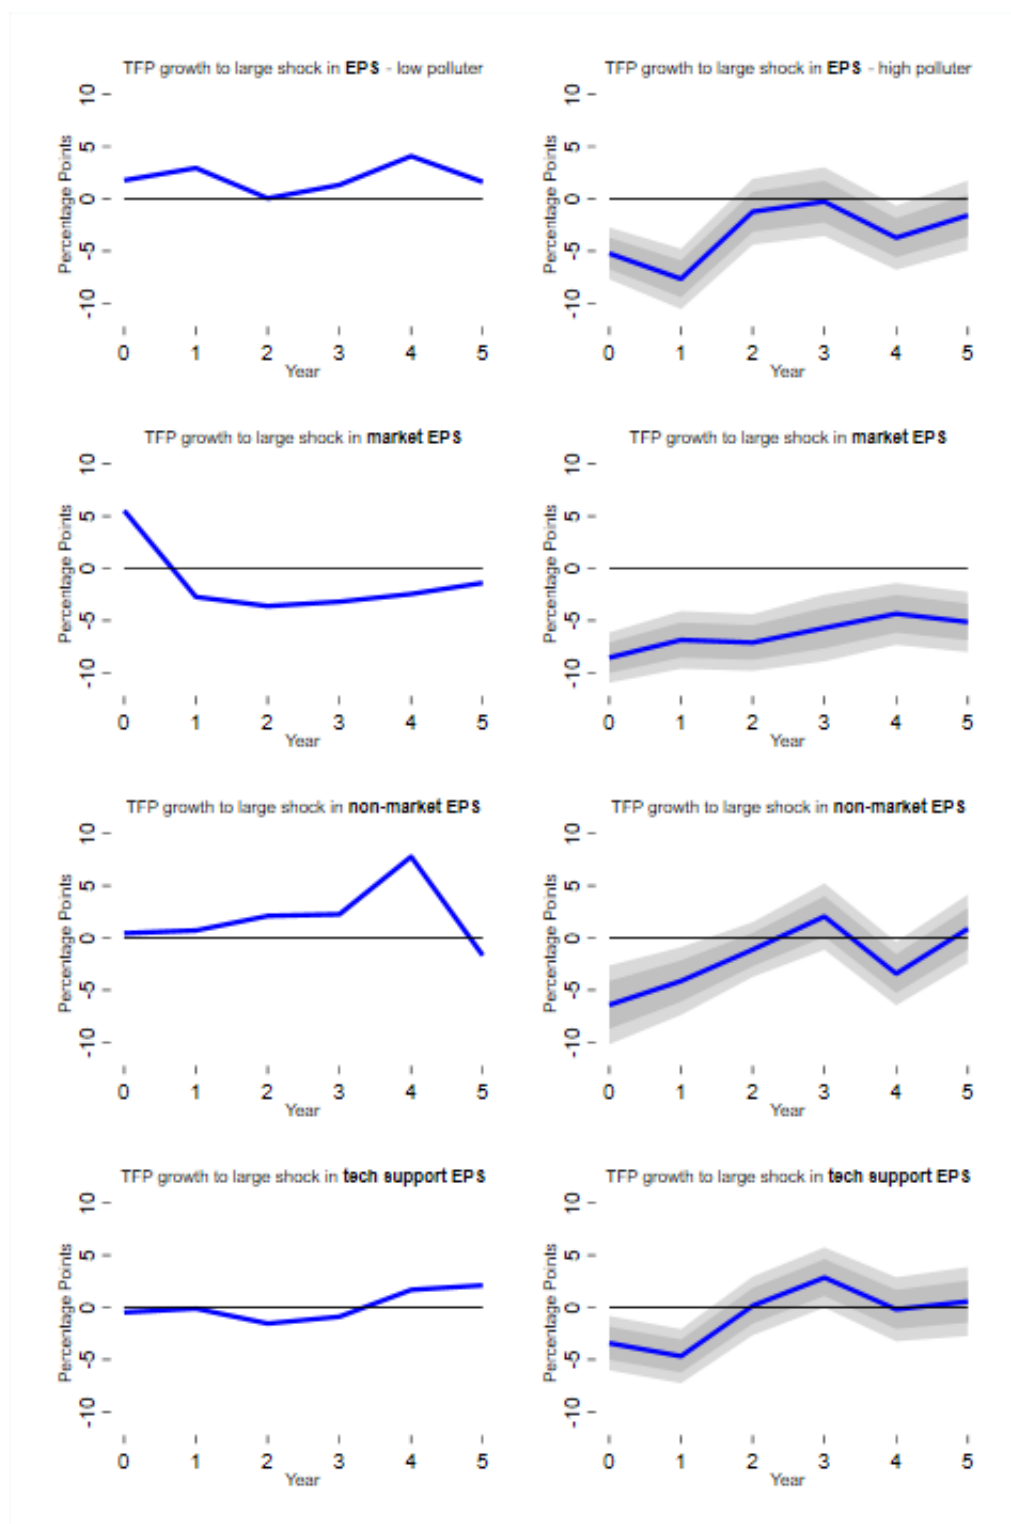 TFP growth to large shock in EPS - low polluter
Percentage Points
10
5
0
-5
-10
0 1 2 3 4 5
Year
TFP growth to large shock in EPS - high polluter
Percentage Points
10
5
0
-5
-10
0 1 2 3 4 5
Year
TFP growth to large shock in market EPS
Percentage Points
10
5
0
-5
-10
0 1 2 3 4 5
Year
TFP growth to large shock in market EPS
Percentage Points
10
5
0
-5
-10
0 1 2 3 4 5
Year
TFP growth to large shock in non-market EPS
Percentage Points
10
5
0
-5
-10
0 1 2 3 4 5
Year
TFP growth to large shock in non-market EPS
Percentage Points
10
5
0
-5
-10
0 1 2 3 4 5
Year
TFP growth to large shock in tech support EPS
Percentage Points
10
5
0
-5
-10
0 1 2 3 4 5
Year
TFP growth to large shock in tech support EPS
Percentage Points
10
5
0
-5
-10
0 1 2 3 4 5
Year